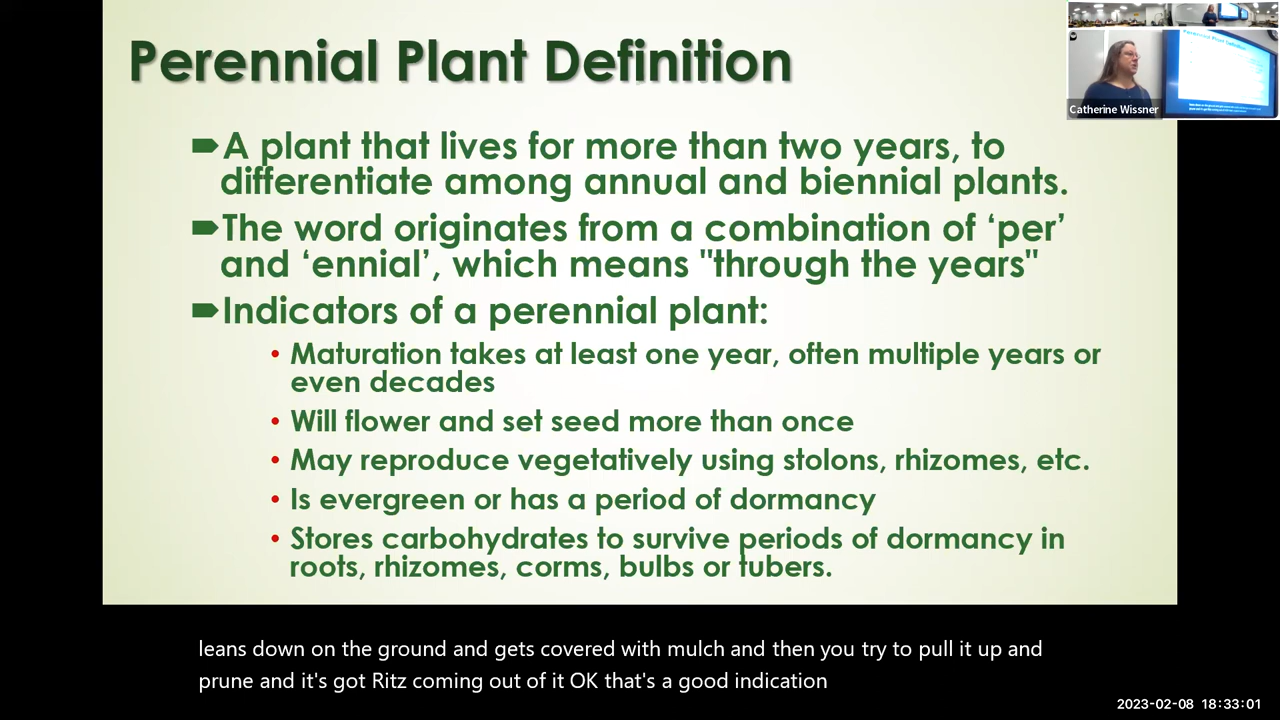 Perennial Plant Definition
A plant that lives for more than two years, to
differentiate among annual and biennial plants.
The word originates from a combination of ‘per’
and ‘ennial’, which means "through the years"
Indicators of a perennial plant:
• Maturation takes at least one year, often multiple years or
even decades
• Will flower and set seed more than once
• May reproduce vegetatively using stolons, rhizomes, etc.
• Is evergreen or has a period of dormancy
• Stores carbohydrates to survive periods of dormancy in
roots, rhizomes, corms, bulbs or tubers.
Catherine Wissner
leans down on the ground and gets covered with mulch and then you try to pull it up and
prune and it's got Ritz coming out of it OK that's a good indication
2023-02-08 18:33:01